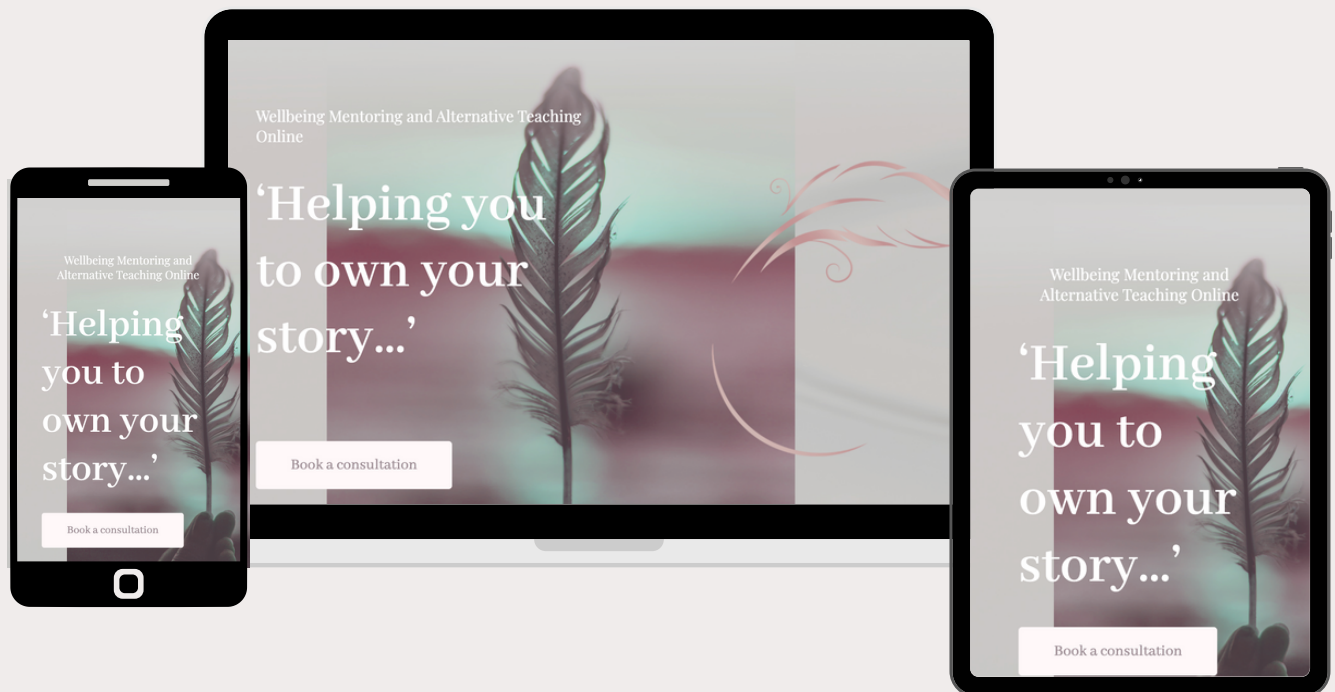 Wellbeing Mentoring and Alternative Teaching
Online
‘Helping you
to own your
story...’
Book a consultation
Wellbeing Mentoring and
Alternative Teaching Online
‘Helping
you to
own your
story...’
Book a consultation
Wellbeing Mentoring and
Alternative Teaching Online
‘Helping
you to
own your
story...’
Book a consultation